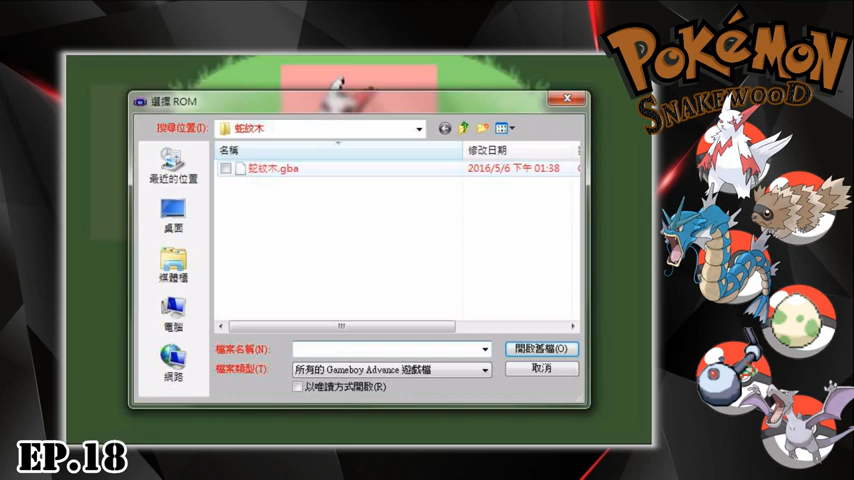 POKéMON
SNAKEWOOD
選擇 ROM
搜尋位置(I):
蛇紋木
名稱
修改日期
蛇紋木.gba
2016/5/6 下午 01:38
最近的位置
桌面
媒體櫃
電腦
網路
檔案名稱(N):
開啟舊檔(O)
檔案類型(T):
所有的 Gameboy Advance 遊戲檔
取消
以唯讀方式開啟(R)
EP.18